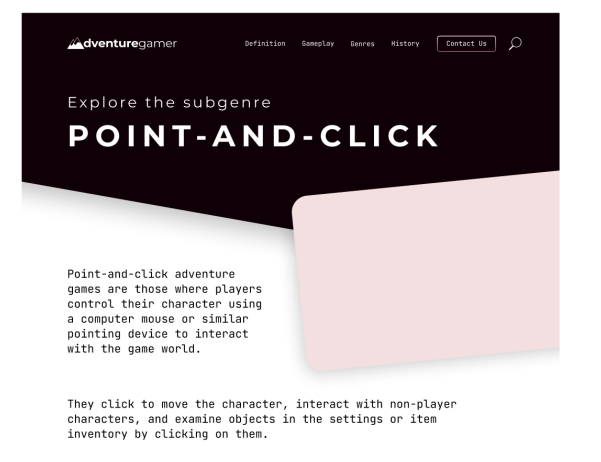 dventuregamer
Definition Gameplay Genres History Contact Us
Explore the subgenre
POINT-AND-CLICK
Point-and-click adventure
games are those where players
control their character using
a computer mouse or similar
pointing device to interact
with the game world.
They click to move the character, interact with non-player
characters, and examine objects in the settings or item
inventory by clicking on them.